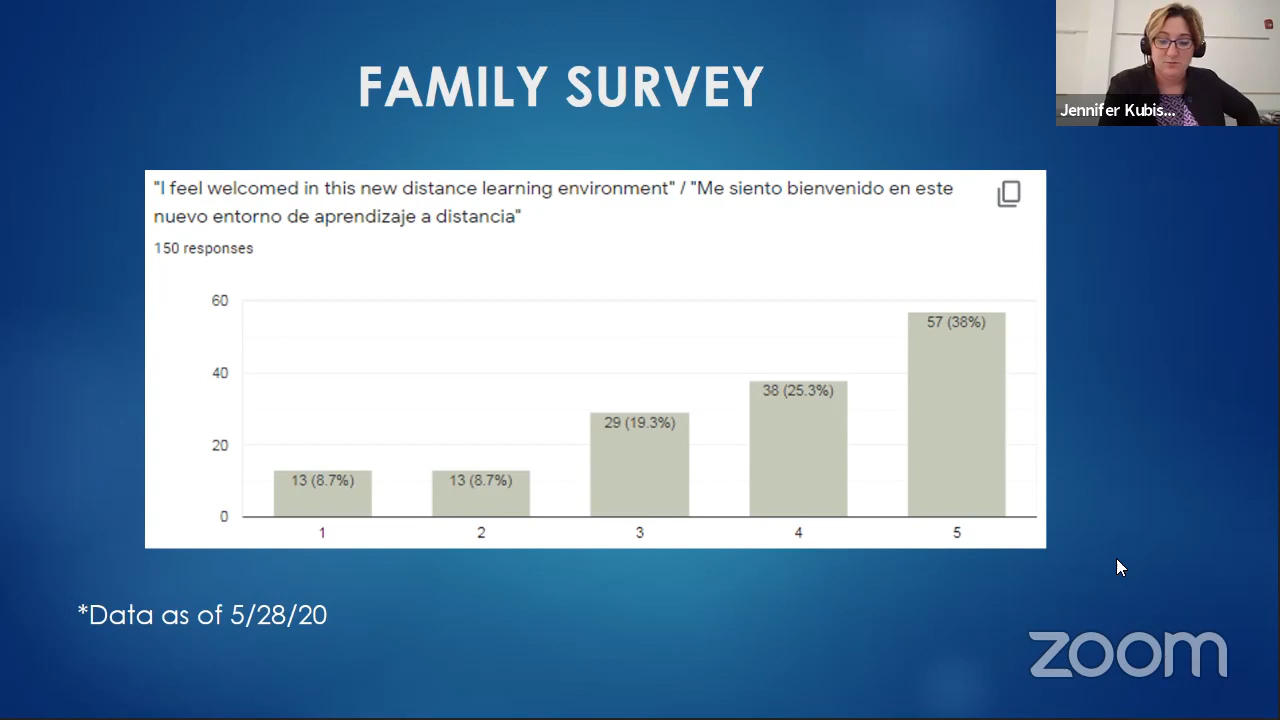 FAMILY SURVEY
Jennifer Kubis...
"I feel welcomed in this new distance learning environment" / "Me siento bienvenido en este
nuevo entorno de aprendizaje a distancia"
150 responses
60
40
20
0
13 (8.7%)
13 (8.7%)
29 (19.3%)
38 (25.3%)
57 (38%)
1
2
3
4
5
*Data as of 5/28/20
zoom